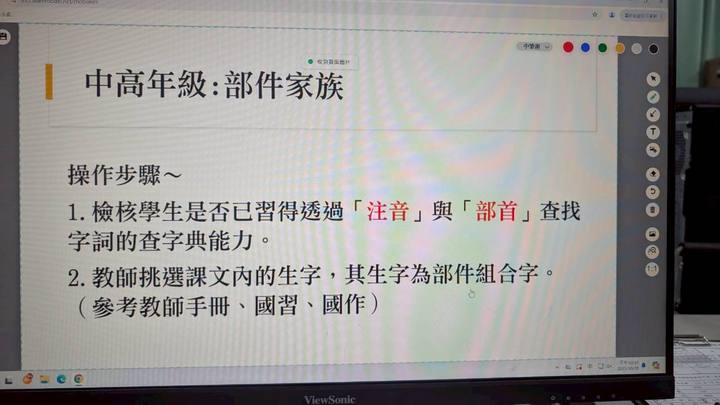 中高年級:部件家族
操作步驟～
1. 檢核學生是否已習得透過「注音」與「部首」查找
字詞的查字典能力。
2. 教師挑選課文內的生字，其生字為部件組合字。
（參考教師手冊、國習、國作）
ViewSonic